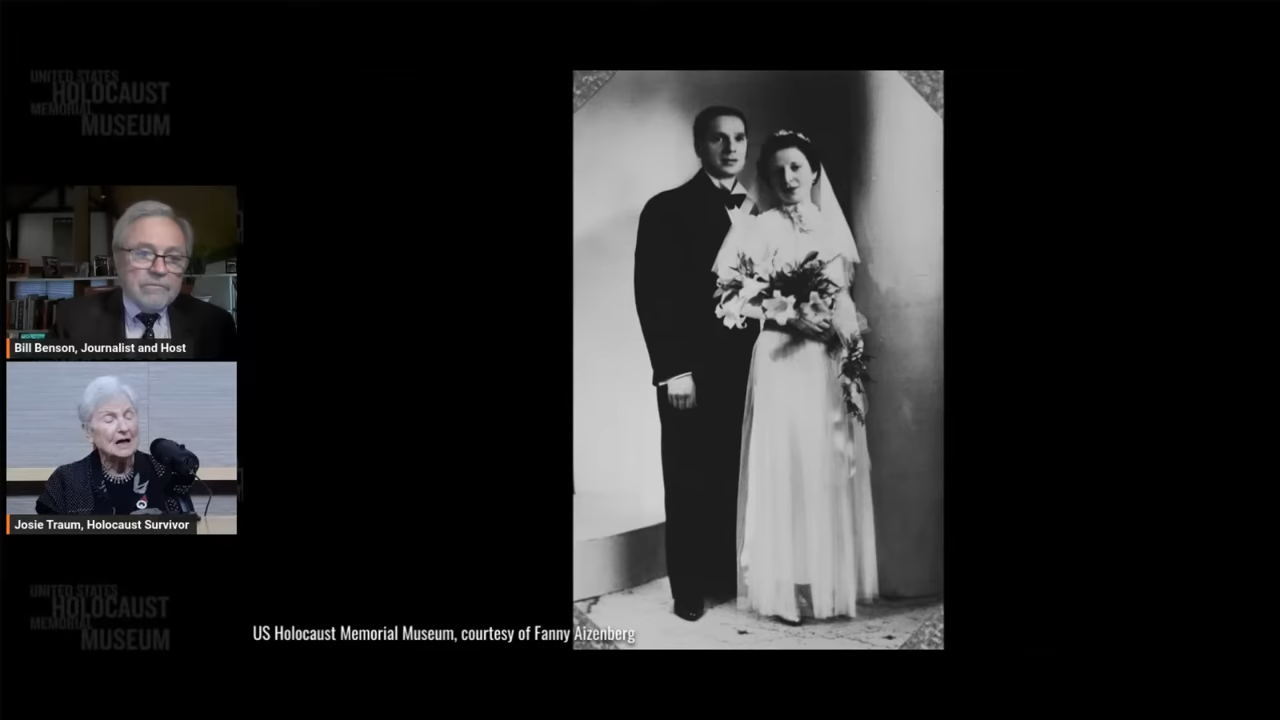 UNITED STATES
HOLOCAUST
MEMORIAL
MUSEUM
Bill Benson, Journalist and Host
Josie Traum, Holocaust Survivor
UNITED STATES
HOLOCAUST
MEMORIAL
MUSEUM
US Holocaust Memorial Museum, courtesy of Fanny Aizenberg